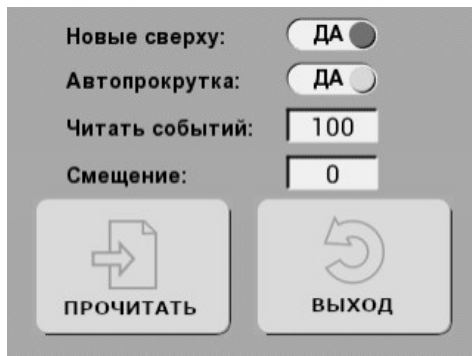 Новые сверху: ДА
Автопрокрутка: ДА
Читать событий: 100
Смещение: 0
ПРОЧИТАТЬ
ВЫХОД